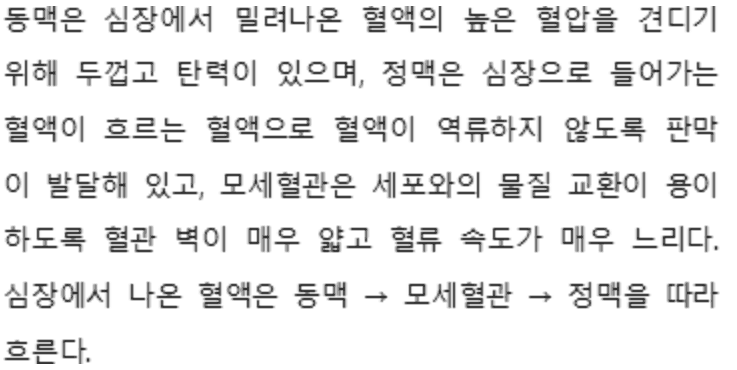 동맥은 심장에서 밀려나온 혈액의 높은 혈압을 견디기
위해 두껍고 탄력이 있으며, 정맥은 심장으로 들어가는
혈액이 흐르는 혈액으로 혈액이 역류하지 않도록 판막
이 발달해 있고, 모세혈관은 세포와의 물질 교환이 용이
하도록 혈관 벽이 매우 얇고 혈류 속도가 매우 느리다.
심장에서 나온 혈액은 동맥 → 모세혈관 → 정맥을 따라
흐른다.